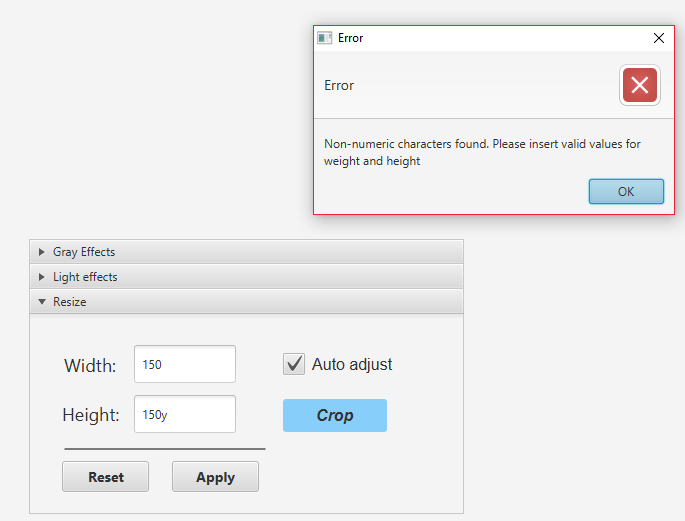 Error
Error
Non-numeric characters found. Please insert valid values for
weight and height
OK
Gray Effects
Light effects
Resize
Width:
150
Auto adjust
Height:
150y
Crop
Reset
Apply